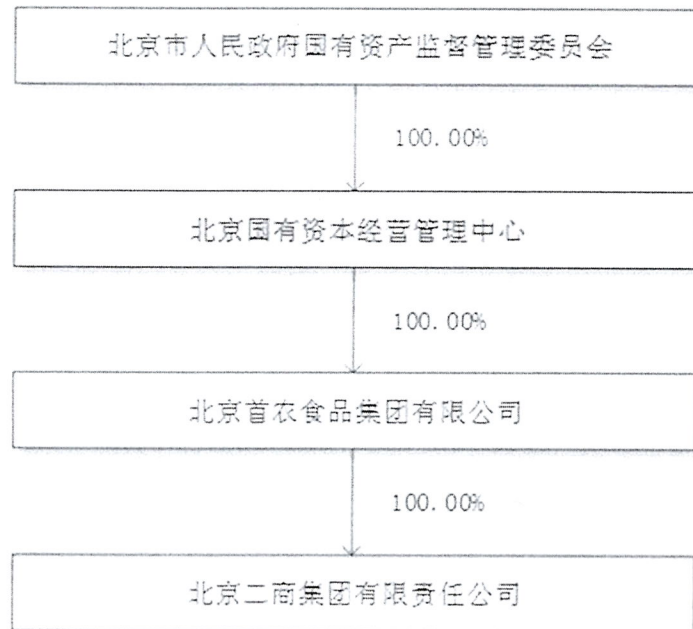 北京市人民政府国有资产监督管理委员会
100.00%
北京国有资本经营管理中心
100.00%
北京首农食品集团有限公司
100.00%
北京二商集团有限责任公司